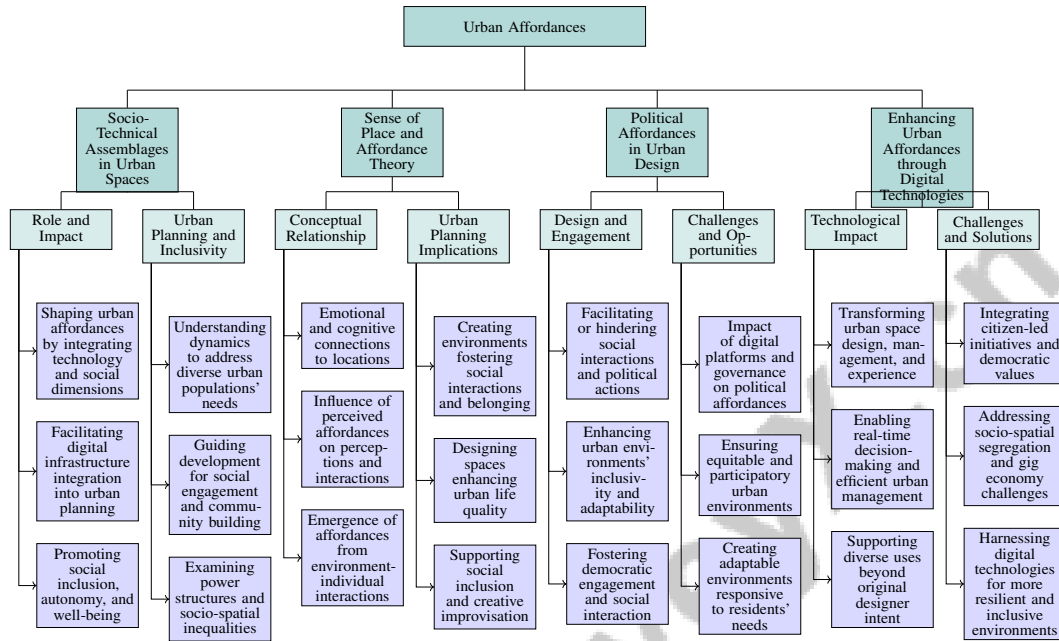 Urban Affordances
Socio-
Technical
Assemblages
in Urban
Spaces
Sense of
Place and
Affordance
Theory
Political
Affordances
in Urban
Design
Enhancing
Urban
Affordances
through
Digital
Technologies
Role and
Impact
Urban
Planning and
Inclusivity
Conceptual
Relationship
Urban
Planning
Implications
Design and
Engagement
Challenges
and Op-
portunities
Technological
Impact
Challenges
and Solutions
Shaping urban
affordances
by integrating
technology
and social
dimensions
Facilitating
digital
infrastructure
integration
into urban
planning
Promoting
social
inclusion,
autonomy, and
well-being
Understanding
dynamics
to address
diverse urban
populations'
needs
Guiding
development
for social
engagement
and commu-
nity building
Examining
power
structures and
socio-spatial
inequalities
Emotional
and cognitive
connections
to locations
Influence of
perceived
affordances
on percep-
tions and
interactions
Emergence of
affordances
from
environment-
individual
interactions
Creating
environments
fostering
social
interactions
and belonging
Designing
spaces
enhancing
urban life
quality
Supporting
social
inclusion
and creative
improvisation
Facilitating
or hindering
social
interactions
and political
actions
Enhancing
urban envi-
ronments'
inclusiv-
ity and
adaptability
Fostering
democratic
engagement
and social
interaction
Impact
of digital
platforms and
governance
on political
affordances
Ensuring
equitable and
participatory
urban
environments
Creating
adaptable
environments
responsive
to residents'
needs
Transforming
urban space
design, man-
agement, and
experience
Enabling
real-time
decision-
making and
efficient urban
management
Supporting
diverse uses
beyond
original
designer
intent
Integrating
citizen-led
initiatives and
democratic
values
Addressing
socio-spatial
segregation
and gig
economy
challenges
Harnessing
digital
technologies
for more
resilient and
inclusive
environments